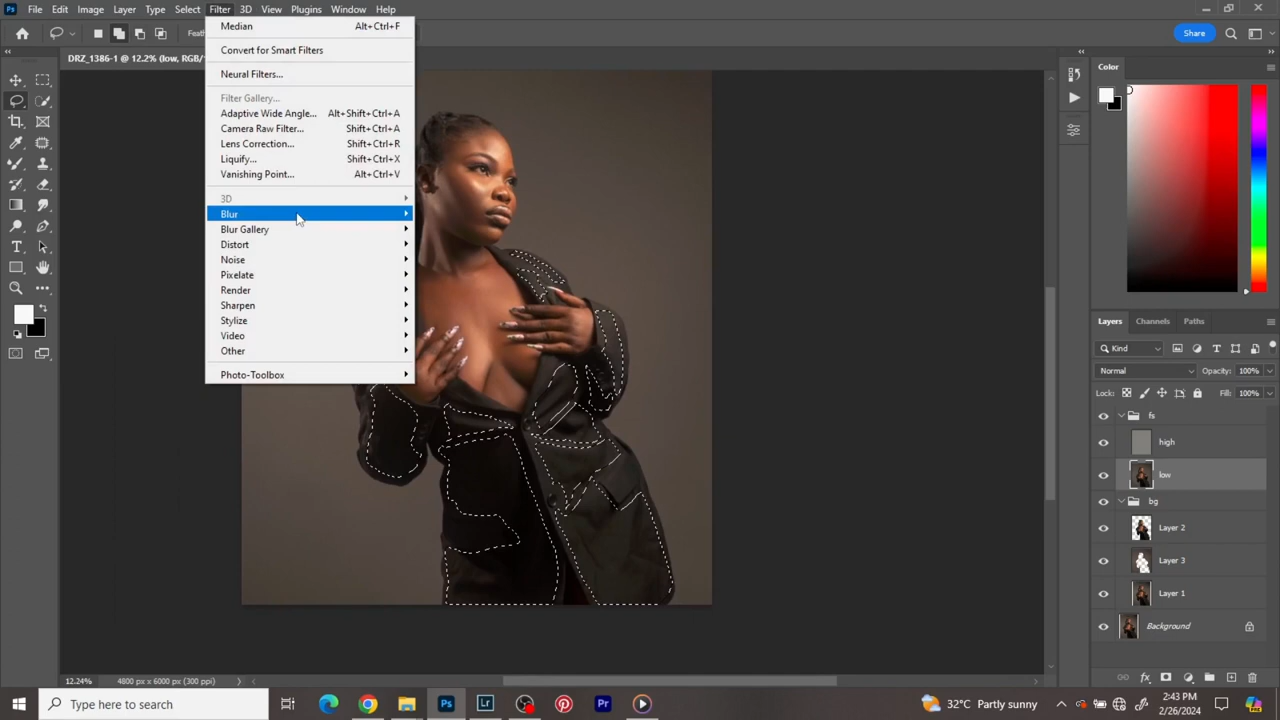 Ps File Edit Image Layer Type Select Filter 3D View Plugins Window Help
Share
DRZ_1386-1 @ 12.2% (low, RGB/
Median Alt+Ctrl+F
Convert for Smart Filters
Neural Filters...
Filter Gallery...
Adaptive Wide Angle... Alt+Shift+Ctrl+A
Camera Raw Filter... Shift+Ctrl+A
Lens Correction... Shift+Ctrl+R
Liquify... Shift+Ctrl+X
Vanishing Point... Alt+Ctrl+V
3D
Blur
Blur Gallery
Distort
Noise
Pixelate
Render
Sharpen
Stylize
Video
Other
Photo-Toolbox
Color
Layers Channels Paths
Kind
Normal Opacity: 100%
Lock: Fill: 100%
fs
high
low
bg
Layer 2
Layer 3
Layer 1
Background
12.24% 4800 px x 6000 px (300 ppi)
Type here to search
Ps Lr Pr
32°C Partly sunny
2:43 PM
2/26/2024